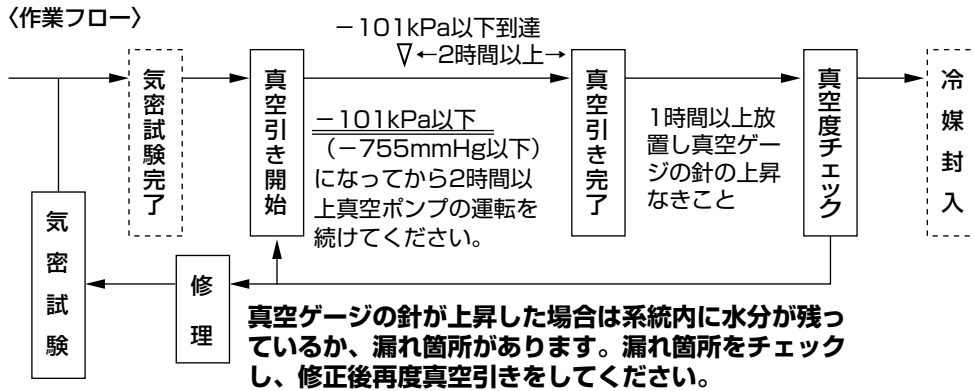 〈作業フロー〉
－101kPa以下到達
▽←2時間以上→
気密試験完了
真空引き開始
－101kPa以下
（－755mmHg以下）
になってから2時間以
上真空ポンプの運転を
続けてください。
真空引き完了
1時間以上放
置し真空ゲー
ジの針の上昇
なきこと
真空度チェック
冷媒封入
気密試験
修理
真空ゲージの針が上昇した場合は系統内に水分が残っ
ているか、漏れ箇所があります。漏れ箇所をチェック
し、修正後再度真空引きをしてください。